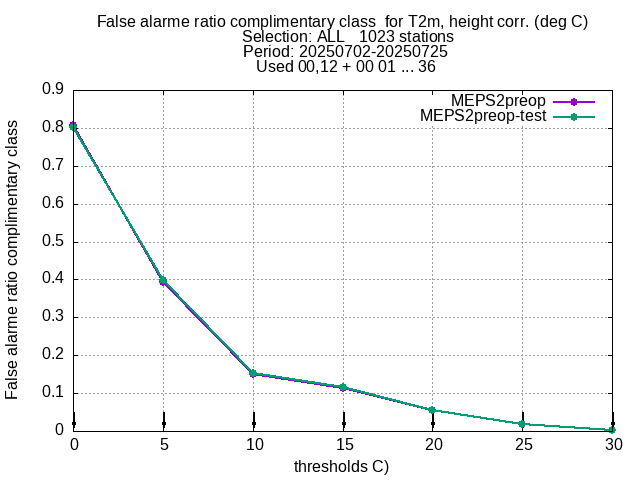 False alarme ratio complimentary class  for T2m, height corr. (deg C)
Selection: ALL   1023 stations
Period: 20250702-20250725
Used 00,12 + 00 01 ... 36
MEPS2preop
MEPS2preop-test
False alarme ratio complimentary class
0.9
0.8
0.7
0.6
0.5
0.4
0.3
0.2
0.1
0
0 5 10 15 20 25 30
thresholds C)